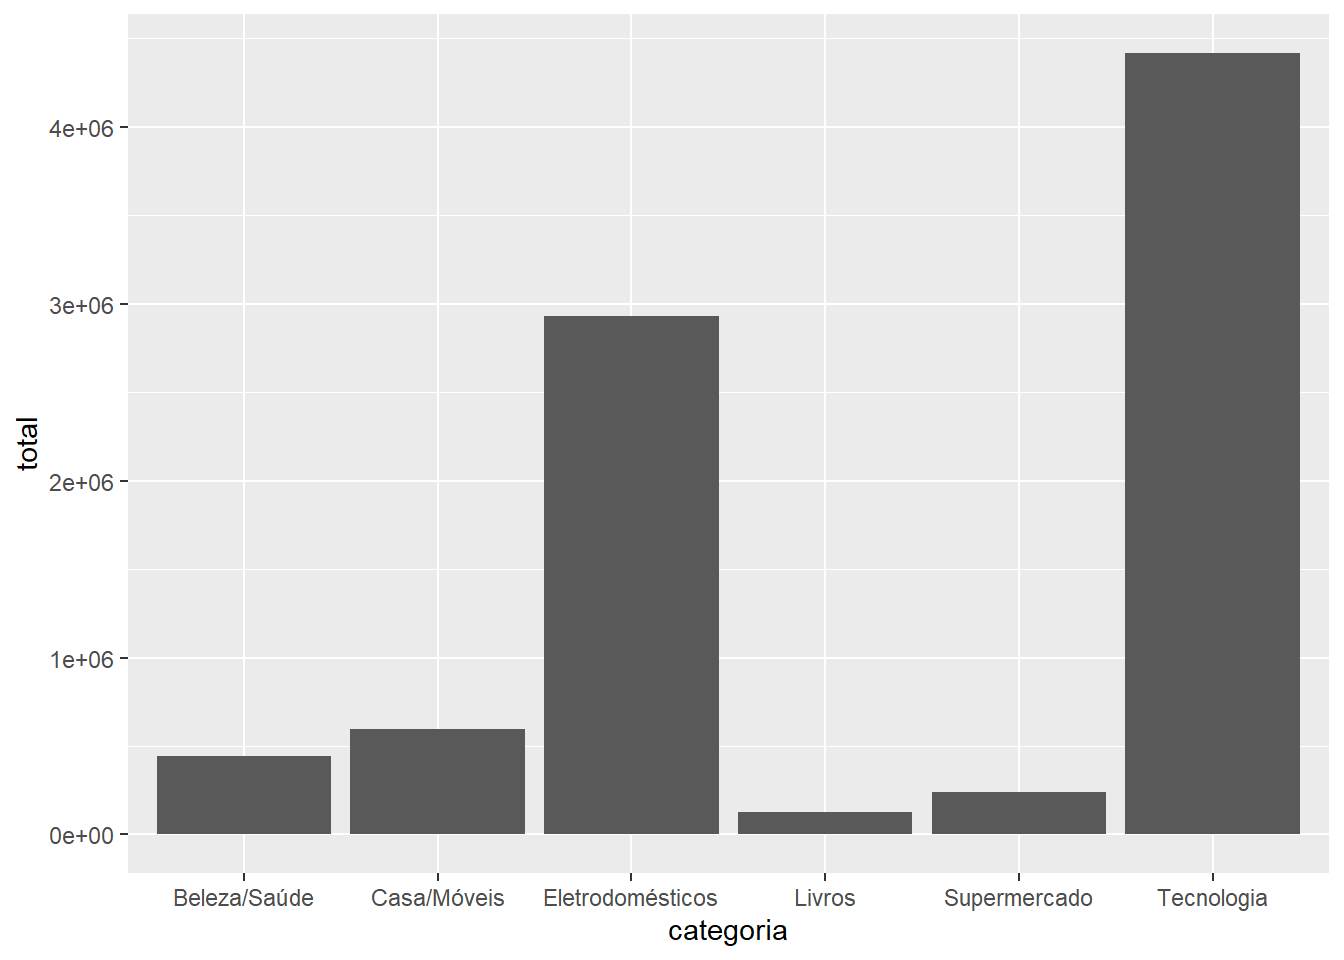 4e+06
3e+06
2e+06
1e+06
0e+00
total
Beleza/Saúde Casa/Móveis Eletrodomésticos Livros Supermercado Tecnologia
categoria